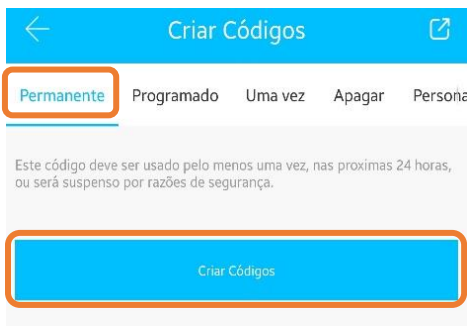 Criar Códigos
Permanente Programado Uma vez Apagar Persona
Este código deve ser usado pelo menos uma vez, nas proximas 24 horas,
ou será suspenso por razões de segurança.
Criar Códigos